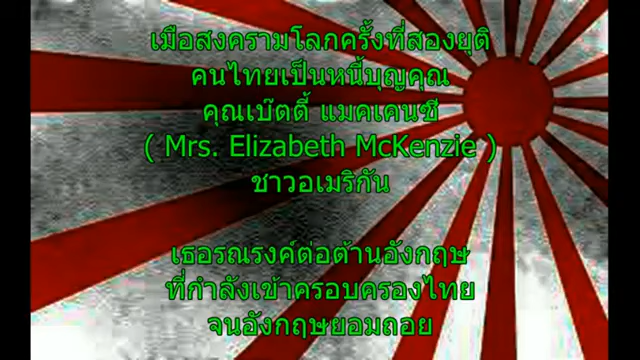 เมื่อสงครามโลกครั้งที่สองยุติ
คนไทยเป็นหนี้บุญคุณ
คุณเบ๊ตตี้ แมคเคนซี
( Mrs. Elizabeth McKenzie )
ชาวอเมริกัน
เธอรณรงค์ต่อต้านอังกฤษ
ที่กำลังเข้าครอบครองไทย
จนอังกฤษยอมถอย